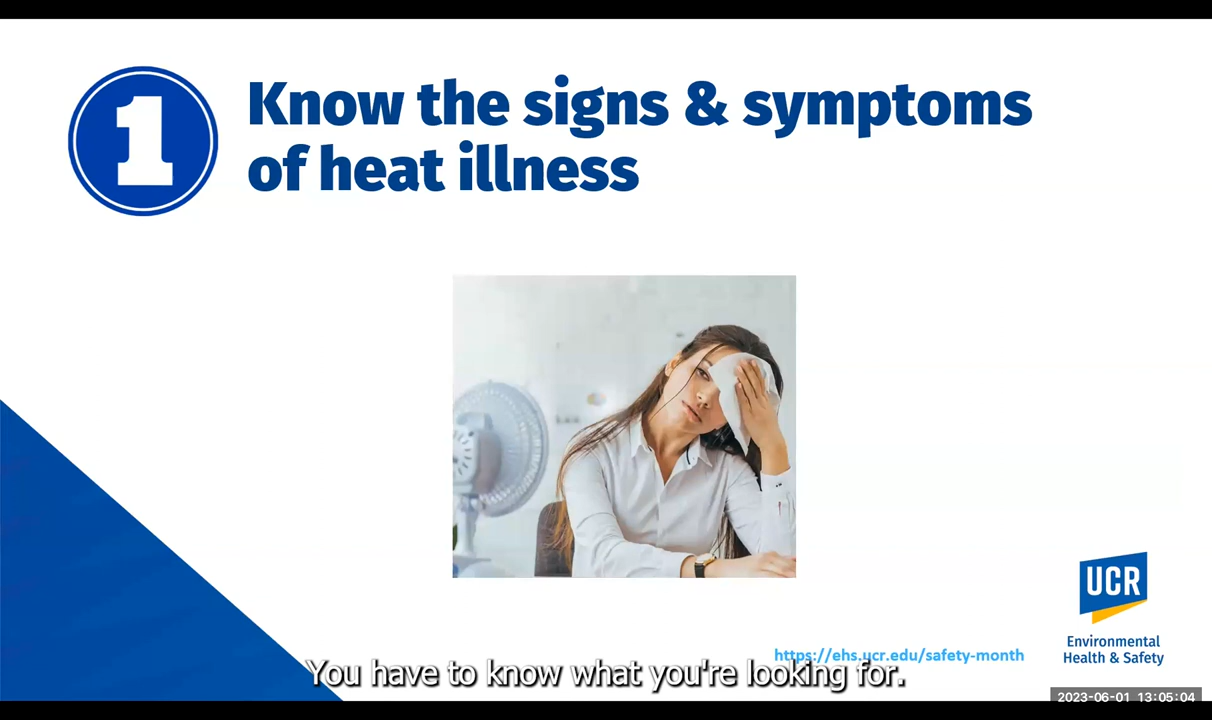 1
Know the signs & symptoms
of heat illness
UCR
Environmental
Health & Safety
https://ehs.ucr.edu/safety-month
You have to know what you're looking for.
2023-06-01 13:05:04